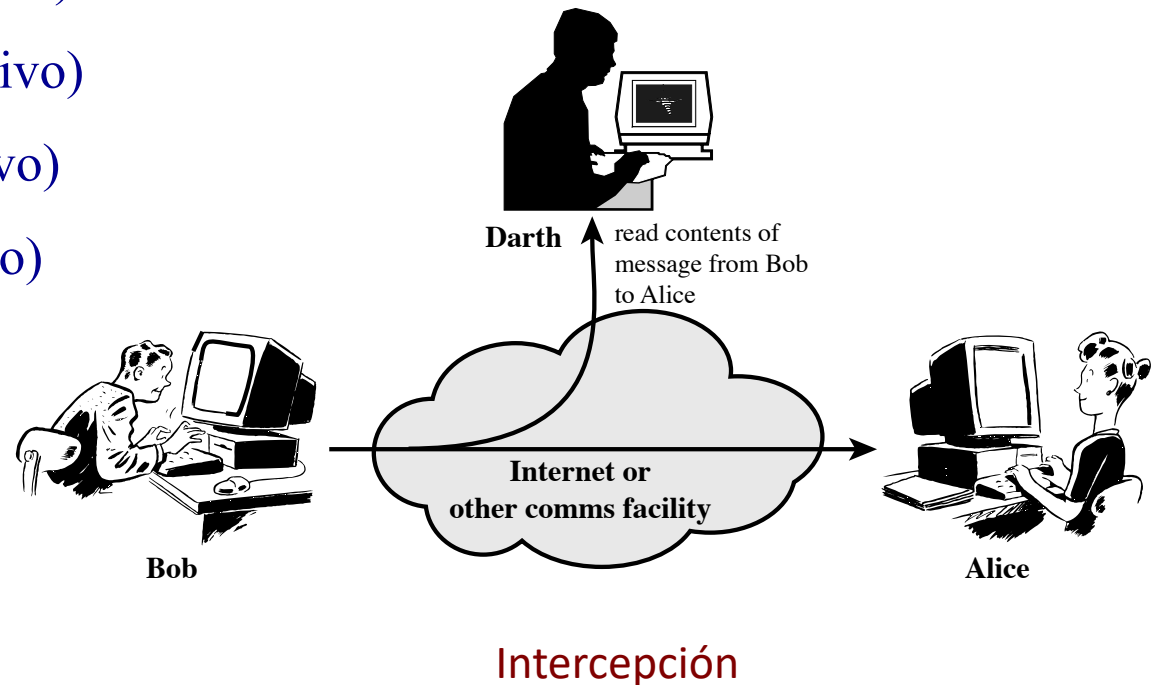 ivo)
vo)
o)
Darth
read contents of
message from Bob
to Alice
Internet or
other comms facility
Bob
Alice
Intercepción